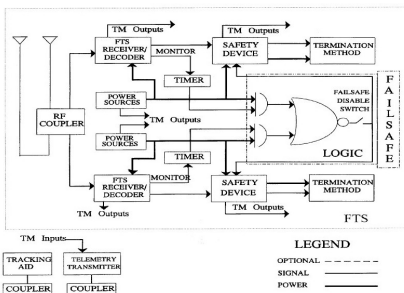 TM Outputs
TM Outputs
FTS
RECEIVER/
DECODER
MONITOR
SAFETY
DEVICE
TERMINATION
METHOD
TIMER
POWER
SOURCES
FAILSAFE
DISABLE
SWITCH
FAILSAFE
RF
COUPLER
TM Outputs
POWER
SOURCES
LOGIC
TIMER
FTS
RECEIVER/
DECODER
MONITOR
SAFETY
DEVICE
TERMINATION
METHOD
TM Outputs
TM Outputs
FTS
TM Inputs
LEGEND
TRACKING
AID
TELEMETRY
TRANSMITTER
OPTIONAL
SIGNAL
COUPLER
COUPLER
POWER